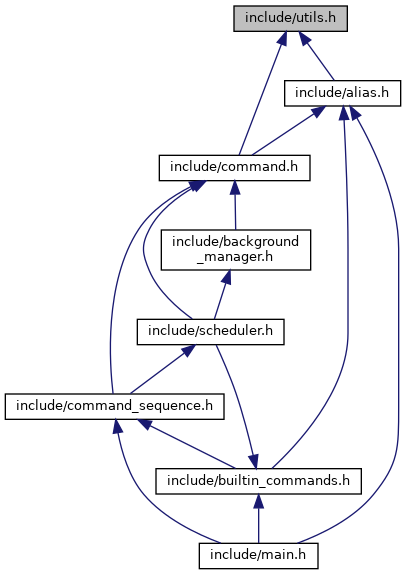 include/utils.h
include/alias.h
include/command.h
include/background
_manager.h
include/scheduler.h
include/command_sequence.h
include/builtin_commands.h
include/main.h